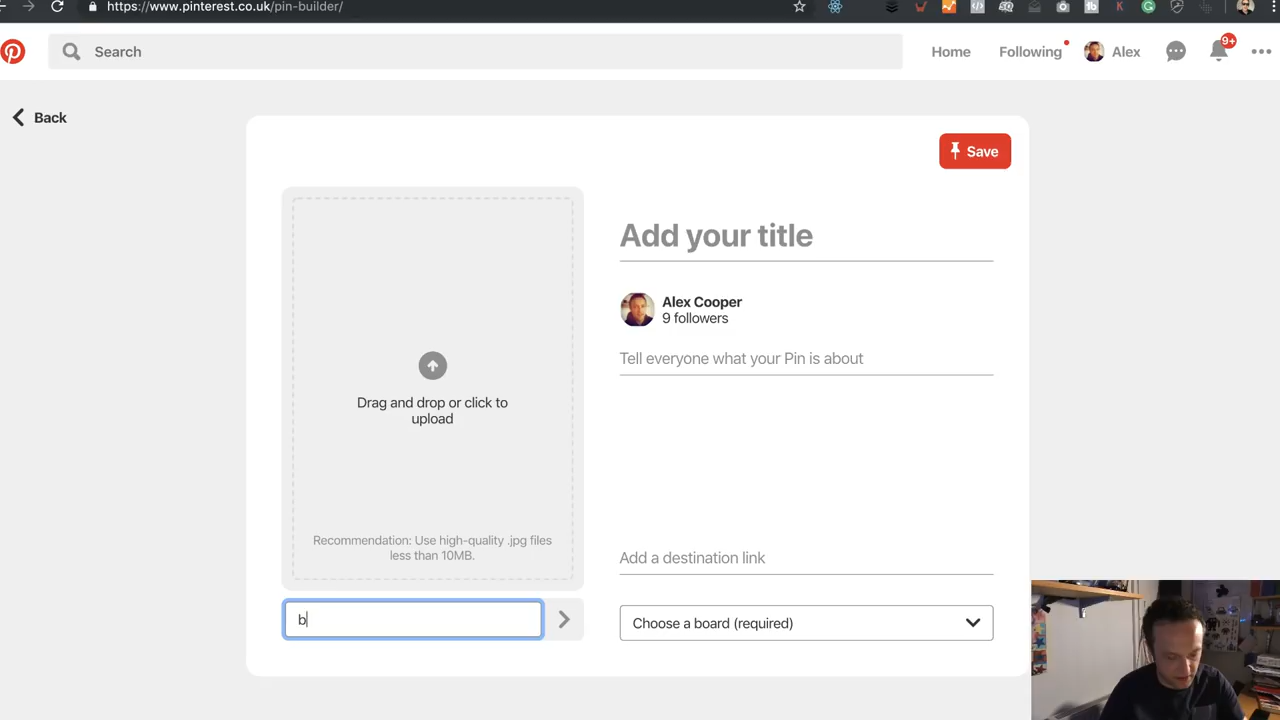 https://www.pinterest.co.uk/pin-builder/
Search
Home
Following
Alex
9+
Back
Save
Add your title
Alex Cooper
9 followers
Tell everyone what your Pin is about
Drag and drop or click to
upload
Recommendation: Use high-quality .jpg files
less than 10MB.
Add a destination link
b
Choose a board (required)